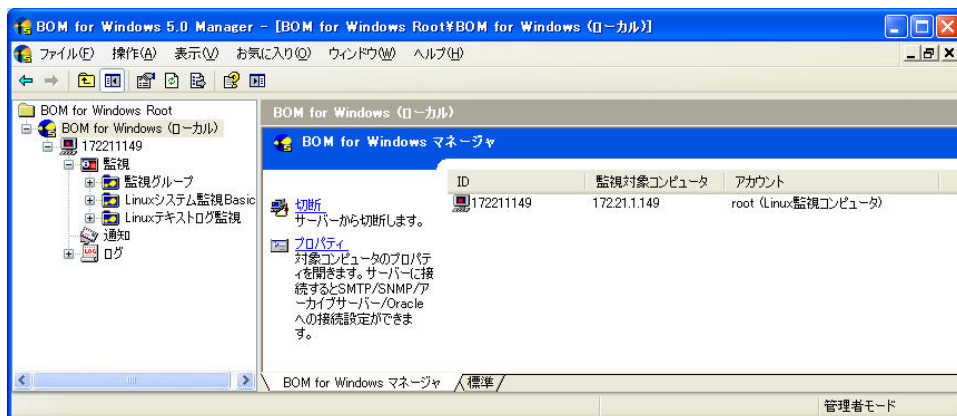 BOM for Windows 5.0 Manager - [BOM for Windows Root¥BOM for Windows (ローカル)]
ファイル(F) 操作(A) 表示(V) お気に入り(O) ウィンドウ(W) ヘルプ(H)
BOM for Windows Root
BOM for Windows (ローカル)
172211149
監視
監視グループ
Linuxシステム監視Basic
Linuxテキストログ監視
通知
ログ
BOM for Windows (ローカル)
BOM for Windows マネージャ
切断
サーバーから切断します。
プロパティ
対象コンピュータのプロパテ
ィを開きます。サーバーに接
続するとSMTP/SNMP/ア
ーカイブサーバー/Oracle
への接続設定ができま
す。
ID 監視対象コンピュータ アカウント
172211149 172.21.1.149 root (Linux監視コンピュータ)
BOM for Windows マネージャ 標準
管理者モード